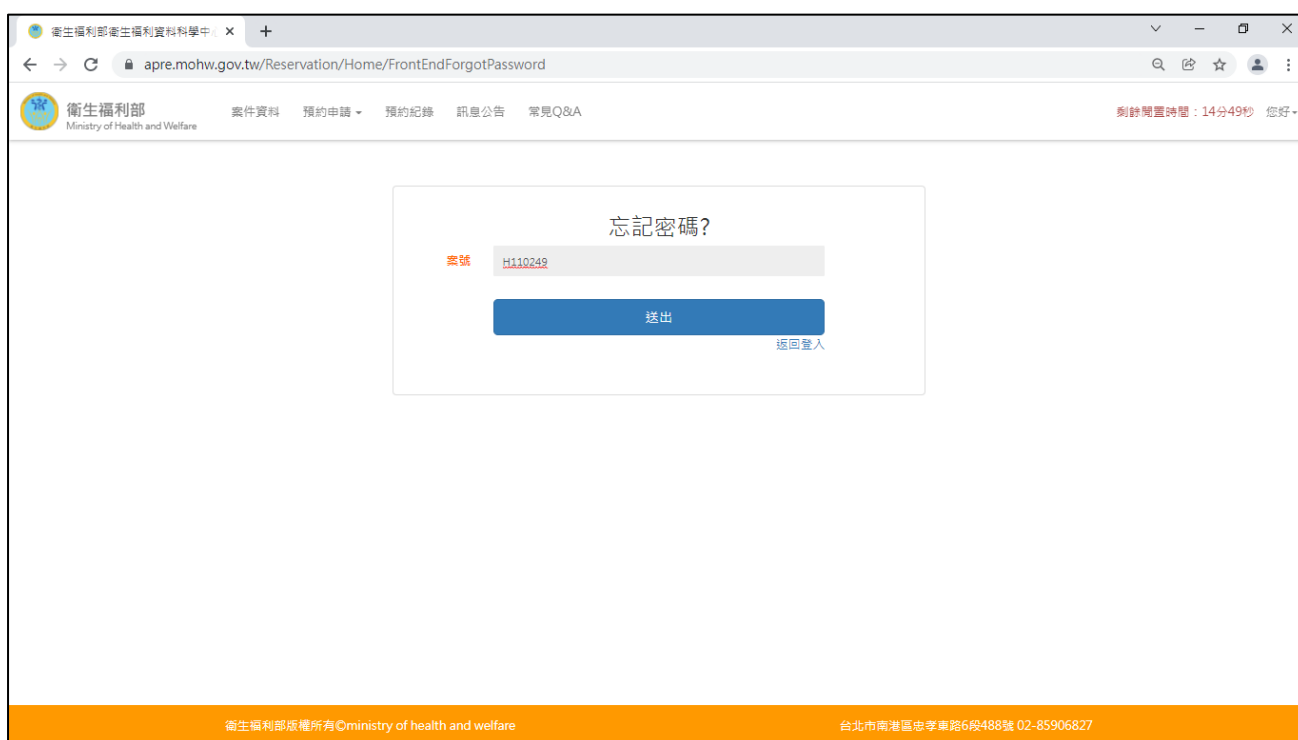 衛生福利部衛生福利資料科學中心
apre.mohw.gov.tw/Reservation/Home/FrontEndForgotPassword
衛生福利部 案件資料 預約申請 預約紀錄 訊息公告 常見Q&A 剩餘閒置時間：14分49秒 您好
Ministry of Health and Welfare
忘記密碼?
案號 H110249
送出
返回登入
衛生福利部版權所有©ministry of health and welfare 台北市南港區忠孝東路6段488號 02-85906827